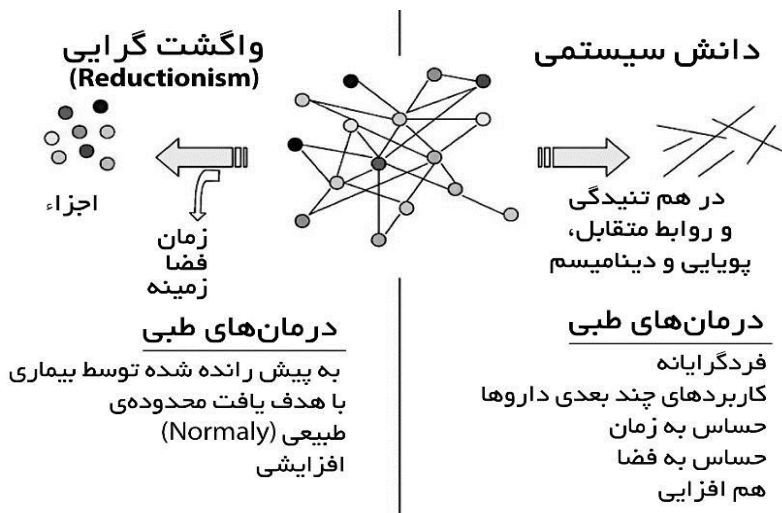 دانش سیستمی
در هم تنیدگی
و روابط متقابل،
پویایی و دینامیسم
درمان‌های طبی
فردگرایانه
کاربردهای چند بعدی داروها
حساس به زمان
حساس به فضا
هم افزایی
واگشت گرایی
(Reductionism)
اجزاء
زمان
فضا
زمینه
درمان‌های طبی
به پیش رانده شده توسط بیماری
با هدف یافت محدوده‌ی
طبیعی (Normaly)
افزایشی